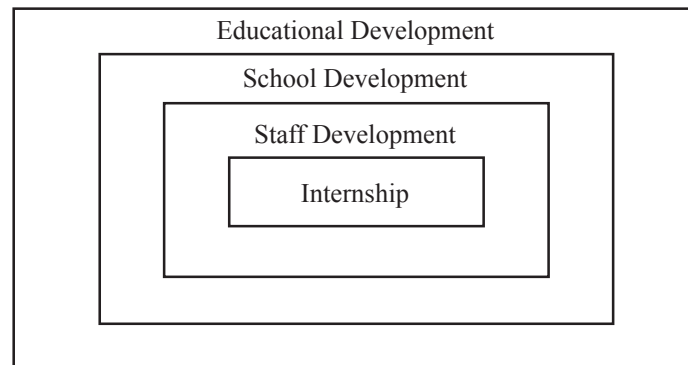 Educational Development
School Development
Staff Development
Internship